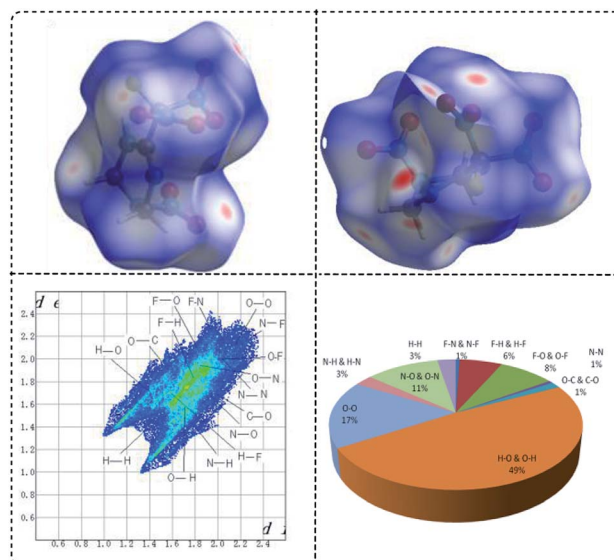 d e
2.4
2.2
2.0
1.8
1.6
1.4
1.2
1.0
0.8
0.6
0.6 0.8 1.0 1.2 1.4 1.6 1.8 2.0 2.2 2.4
F—O
F-N
O—O
F—H
N—F
O—C
O-F
H—O
N—N
C—O
N—O
H—F
H—H
N—H
O—H
H-H
3%
F-N & N-F
1%
F-H & H-F
6%
F-O & O-F
8%
N-N
1%
O-C & C-O
1%
N-H & H-N
3%
N-O & O-N
11%
O-O
17%
H-O & O-H
49%